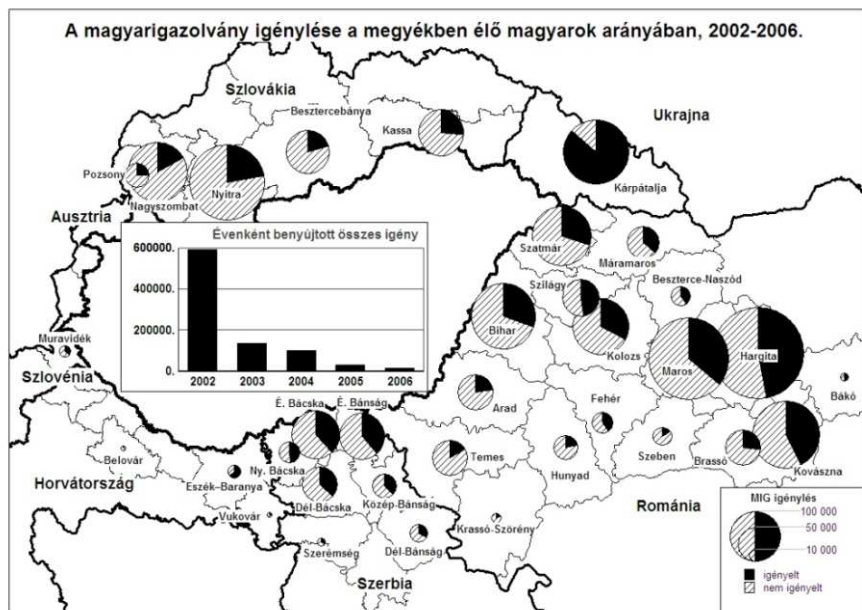 A magyarigazolvány igénylése a megyékben élő magyarok arányában, 2002-2006.
Szlovákia
Besztercebánya
Kassa
Ukrajna
Pozsony
Nagyszombat
Nyitra
Kárpátalja
Ausztria
Évenként benyújtott összes igény
600000.
400000.
200000.
0.
2002 2003 2004 2005 2006
Szatmár
Máramaros
Szilágy
Beszterce-Naszód
Bihar
Kolozs
Maros
Hargita
Muravidék
Szlovénia
Bákó
Arad
Fehér
É. Bácska
É. Bánság
Belovár
Ny. Bácska
Temes
Hunyad
Szeben
Brassó
Kovászna
Horvátország
Eszék-Baranya
Dél-Bácska
Közép-Bánság
Vukovár
Krassó-Szörény
Románia
Szerémség
Dél-Bánság
Szerbia
MIG igénylés
100 000
50 000
10 000
igényelt
nem igényelt